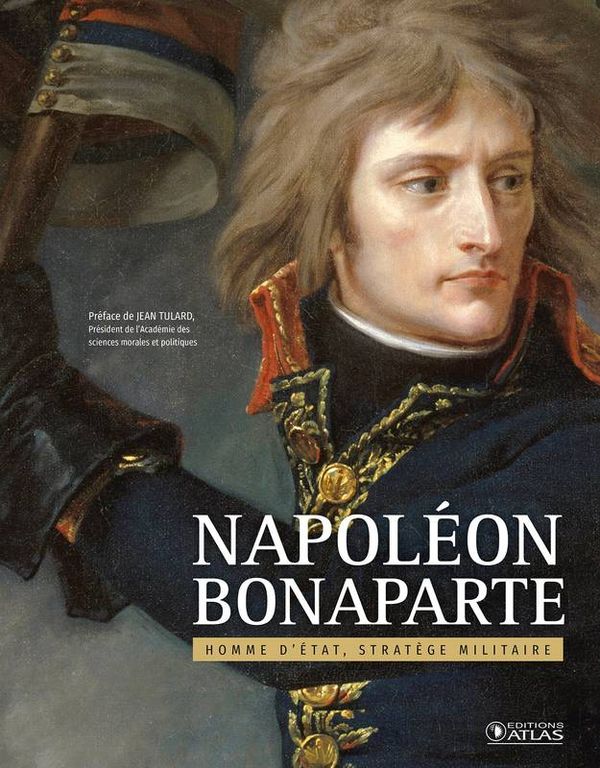 Préface de JEAN TULARD,
Président de l'Académie des
sciences morales et politiques
NAPOLÉON
BONAPARTE
HOMME D'ÉTAT, STRATÈGE MILITAIRE
EDITIONS
ATLAS